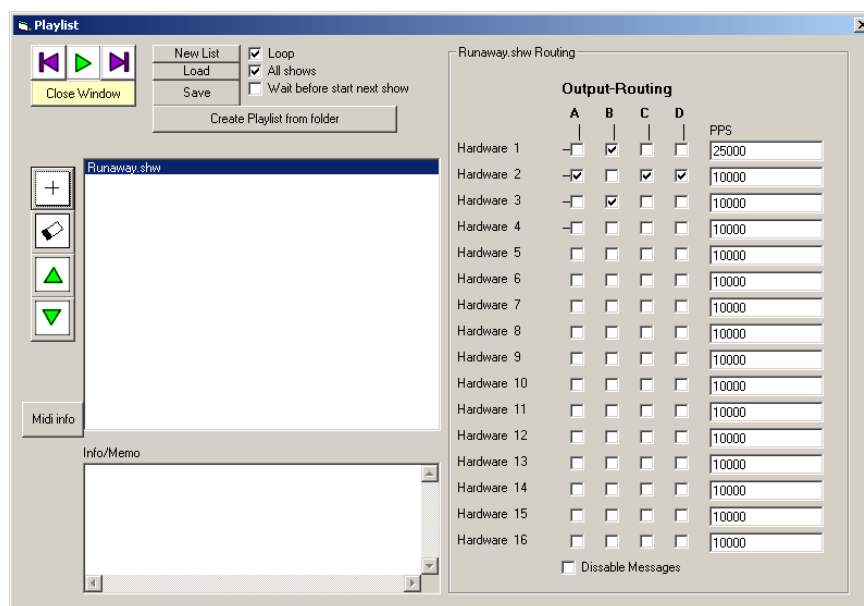 Playlist
New List
Load
Save
Loop
All shows
Wait before start next show
Close Window
Create Playlist from folder
Runaway.shw
Midi info
Info/Memo
Runaway.shw Routing
Output-Routing
A B C D
PPS
Hardware 1 25000
Hardware 2 10000
Hardware 3 10000
Hardware 4 10000
Hardware 5 10000
Hardware 6 10000
Hardware 7 10000
Hardware 8 10000
Hardware 9 10000
Hardware 10 10000
Hardware 11 10000
Hardware 12 10000
Hardware 13 10000
Hardware 14 10000
Hardware 15 10000
Hardware 16 10000
Dissable Messages